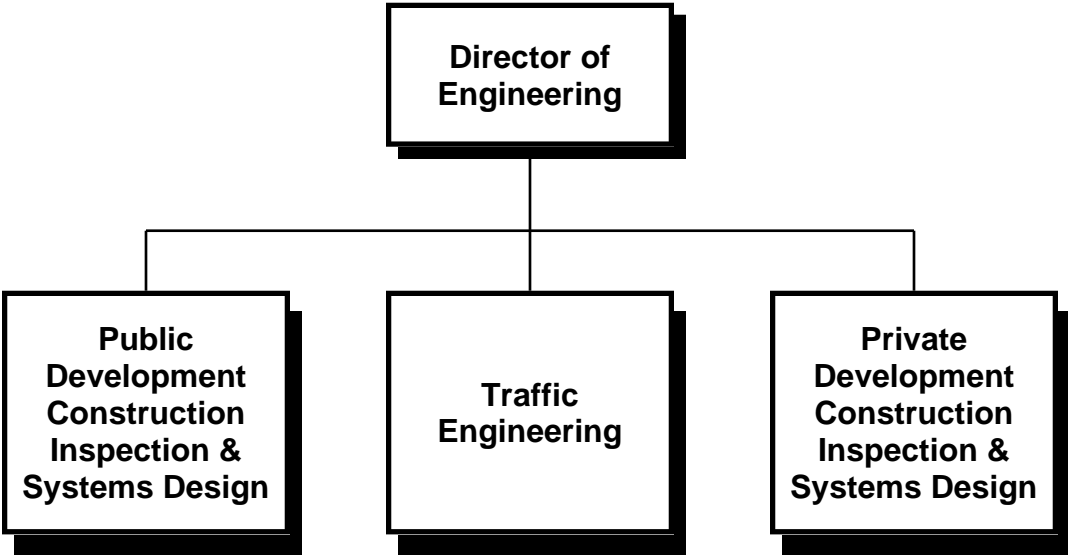 Director of
Engineering
Public
Development
Construction
Inspection &
Systems Design
Traffic
Engineering
Private
Development
Construction
Inspection &
Systems Design